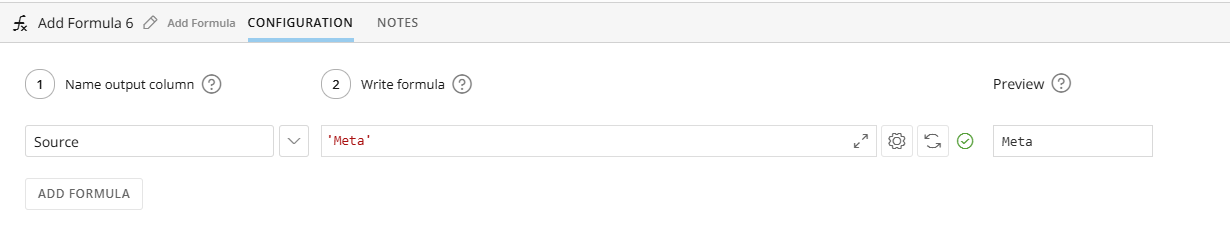 fx Add Formula 6 Add Formula CONFIGURATION NOTES
1 Name output column ? 2 Write formula ? Preview ?
Source 'Meta' Meta
ADD FORMULA